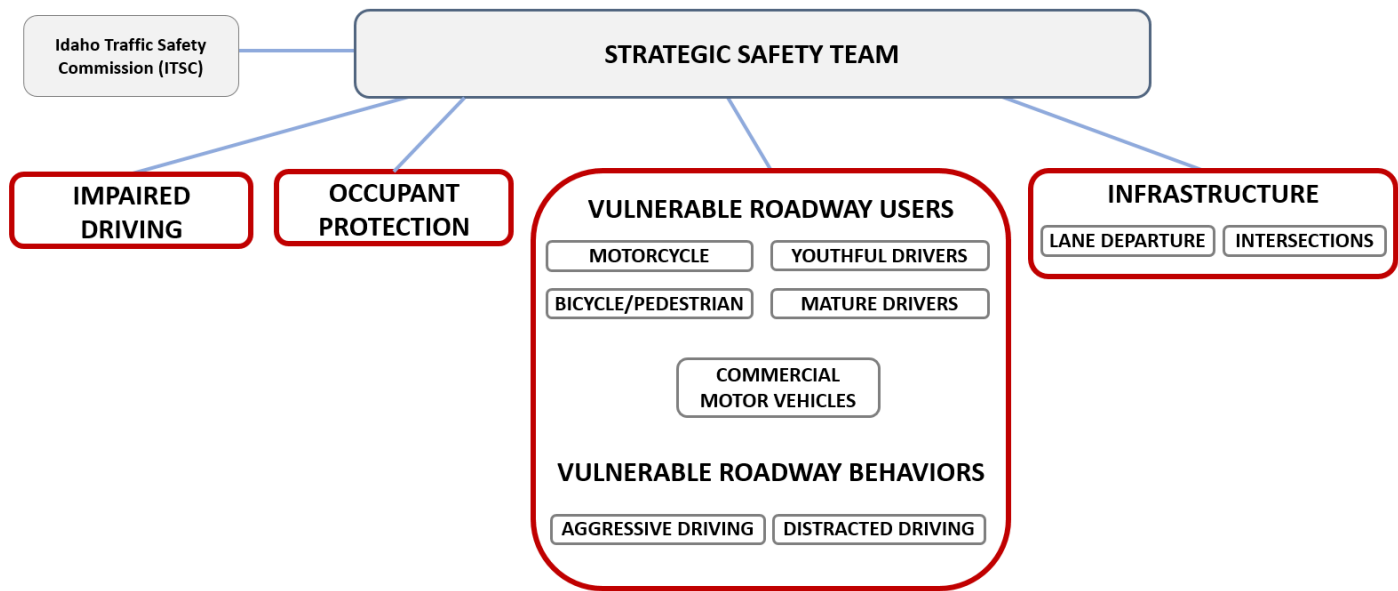 Idaho Traffic Safety
Commission (ITSC)
STRATEGIC SAFETY TEAM
IMPAIRED
DRIVING
OCCUPANT
PROTECTION
VULNERABLE ROADWAY USERS
MOTORCYCLE
YOUTHFUL DRIVERS
BICYCLE/PEDESTRIAN
MATURE DRIVERS
COMMERCIAL
MOTOR VEHICLES
VULNERABLE ROADWAY BEHAVIORS
AGGRESSIVE DRIVING
DISTRACTED DRIVING
INFRASTRUCTURE
LANE DEPARTURE
INTERSECTIONS